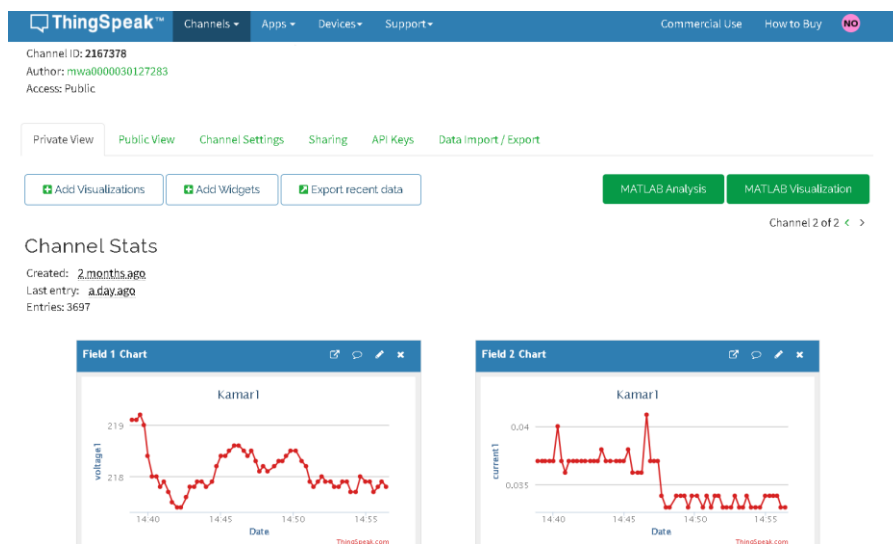 ThingSpeak™ Channels Apps Devices Support Commercial Use How to Buy NO
Channel ID: 2167378
Author: mwa0000030127283
Access: Public
Private View Public View Channel Settings Sharing API Keys Data Import / Export
Add Visualizations Add Widgets Export recent data MATLAB Analysis MATLAB Visualization
Channel 2 of 2 < >
Channel Stats
Created: 2 months ago
Last entry: a day ago
Entries: 3697
Field 1 Chart
Kamar1
voltage1
219
218
14:40 14:45 14:50 14:55
Date
ThingSpeak.com
Field 2 Chart
Kamar1
current1
0.04
0.035
14:40 14:45 14:50 14:55
Date
ThingSpeak.com